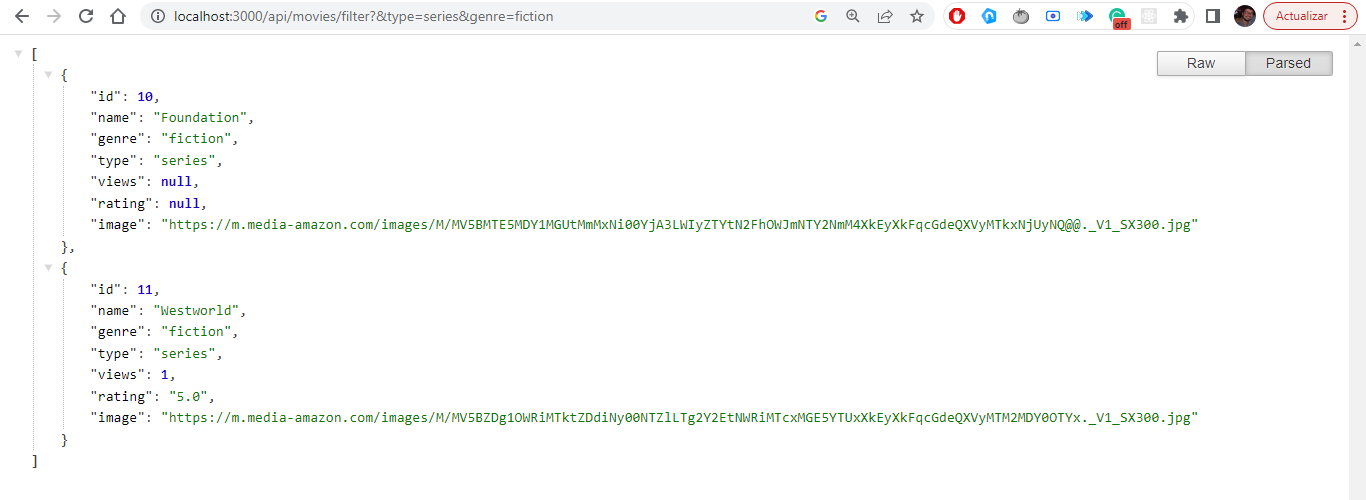 localhost:3000/api/movies/filter?&type=series&genre=fiction
off
Actualizar
Raw
Parsed
[
{
"id": 10,
"name": "Foundation",
"genre": "fiction",
"type": "series",
"views": null,
"rating": null,
"image": "https://m.media-amazon.com/images/M/MV5BMTE5MDY1MGUtMmMxNi00YjA3LWIyZTYtN2FhOWJmNTY2NmM4XkEyXkFqcGdeQXVyMTkxNjUyNQ@@._V1_SX300.jpg"
},
{
"id": 11,
"name": "Westworld",
"genre": "fiction",
"type": "series",
"views": 1,
"rating": "5.0",
"image": "https://m.media-amazon.com/images/M/MV5BZDg1OWRiMTktZDdiNy00NTZlLTg2Y2EtNWRiMTcxMGE5YTUxXkEyXkFqcGdeQXVyMTM2MDY0OTYx._V1_SX300.jpg"
}
]